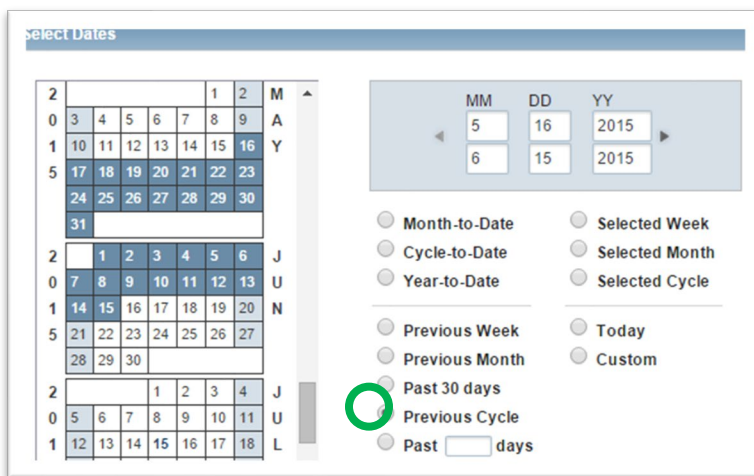 Select Dates
2 1 2 M
0 3 4 5 6 7 8 9 A
1 10 11 12 13 14 15 16 Y
5 17 18 19 20 21 22 23
24 25 26 27 28 29 30
31
2 1 2 3 4 5 6 J
0 7 8 9 10 11 12 13 U
1 14 15 16 17 18 19 20 N
5 21 22 23 24 25 26 27
28 29 30
2 1 2 3 4 J
0 5 6 7 8 9 10 11 U
1 12 13 14 15 16 17 18 L
MM DD YY
5 16 2015
6 15 2015
Month-to-Date
Cycle-to-Date
Year-to-Date
Selected Week
Selected Month
Selected Cycle
Previous Week
Previous Month
Past 30 days
Previous Cycle
Past days
Today
Custom